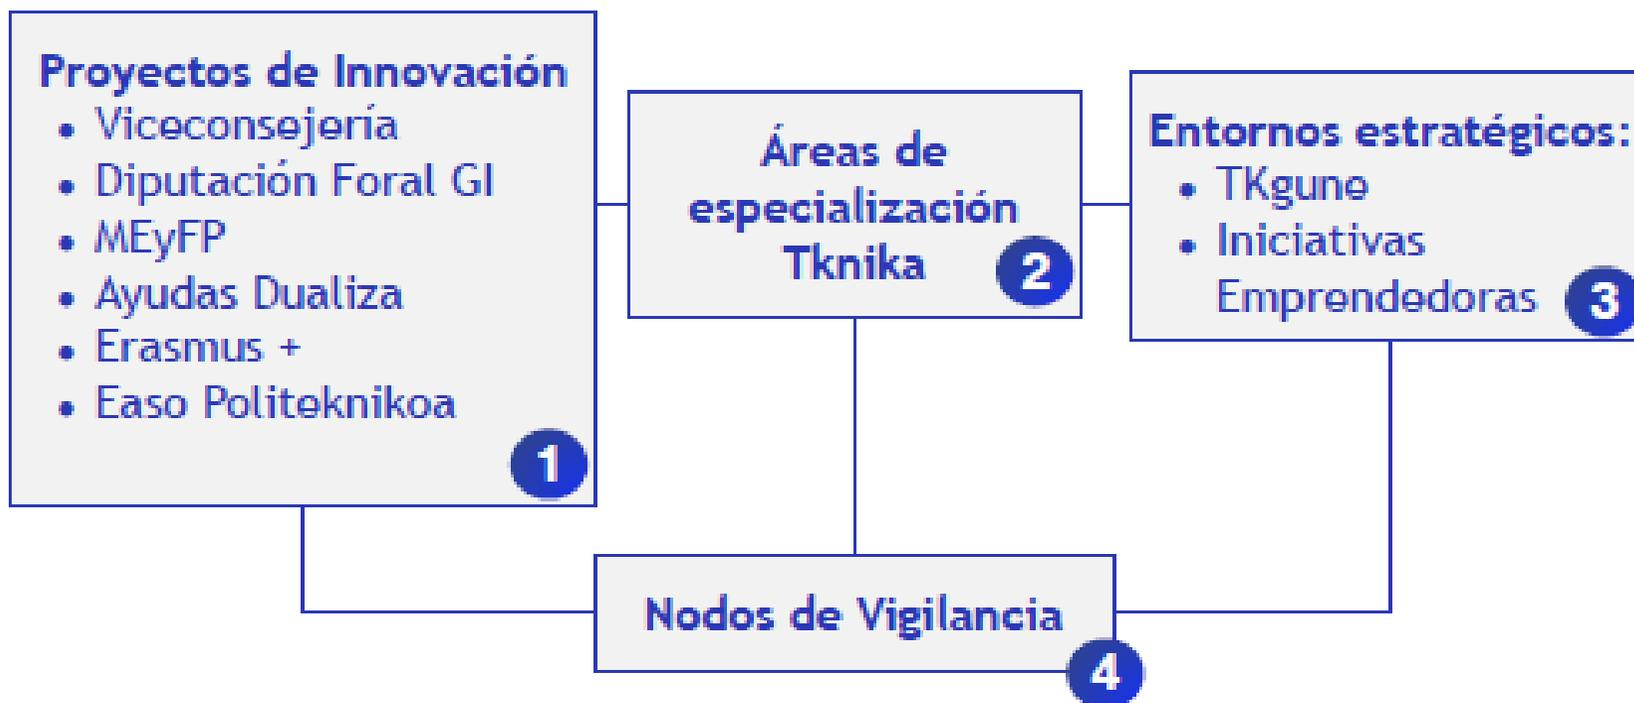 Proyectos de Innovación
• Viceconsejería
• Diputación Foral GI
• MEyFP
• Ayudas Dualiza
• Erasmus +
• Easo Politeknikoa
1
Áreas de
especialización
Tknika
2
Entornos estratégicos:
• TKgune
• Iniciativas
Emprendedoras
3
Nodos de Vigilancia
4